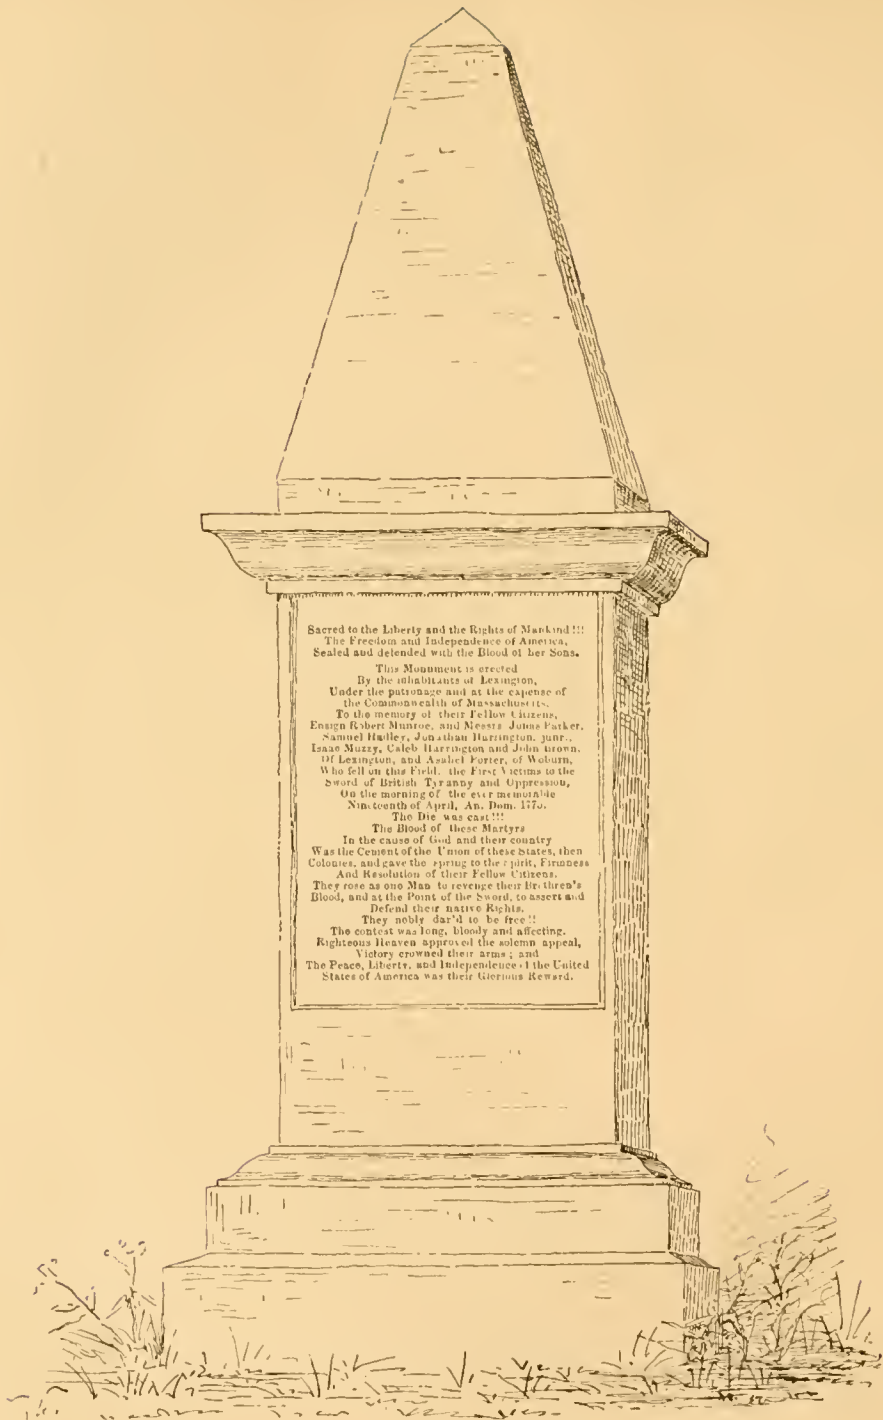 Sacred to the Liberty and the Rights of Mankind!!!
The Freedom and Independence of America,
Sealed and defended with the Blood of her Sons.
This Monument is erected
By the inhabitants of Lexington,
Under the patronage and at the expense of
the Commonwealth of Massachusetts.
To the memory of their Fellow Citizens,
Ensign Robert Munroe, and Messrs Jonas Parker,
Samuel Hadley, Jonathan Harrington, junr.,
Isaac Muzzy, Caleb Harrington and John Brown,
Of Lexington, and Asahel Porter, of Woburn,
Who fell on this Field, the First Victims to the
Sword of British Tyranny and Oppression,
On the morning of the ever memorable
Nineteenth of April, An. Dom. 1775.
The Die was cast!!!
The Blood of these Martyrs
In the cause of God and their country
Was the Cement of the Union of these States, then
Colonies, and gave the spring to the spirit, Firmness
And Resolution of their Fellow Citizens.
They rose as one Man to revenge their Brethren's
Blood, and at the Point of the Sword, to assert and
Defend their native Rights.
They nobly dar'd to be free!!
The contest was long, bloody and affecting.
Righteous Heaven approved the solemn appeal,
Victory crowned their arms; and
The Peace, Liberty, and Independence of the United
States of America was their Glorious Reward.